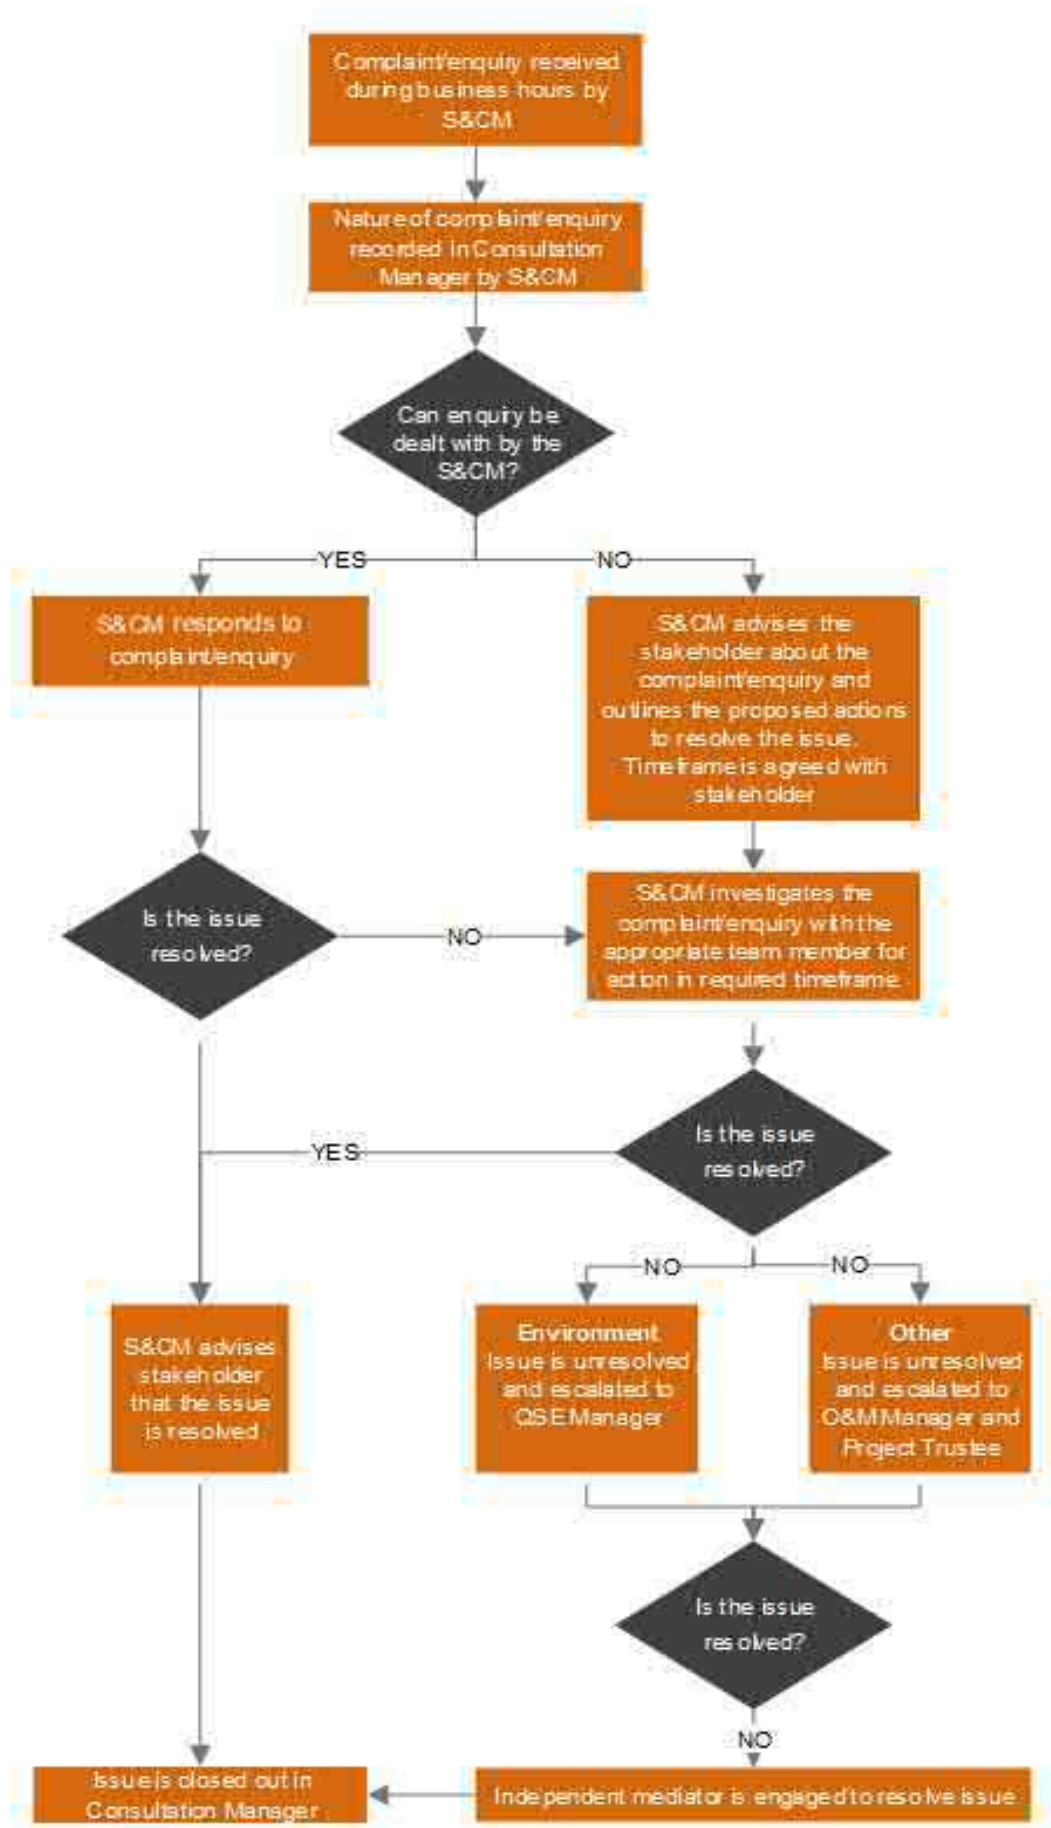 Complaint/enquiry received
during business hours by
S&CM
Nature of complaint/enquiry
recorded in Consultation
Manager by S&CM
Can enquiry be
dealt with by the
S&CM?
YES
NO
S&CM responds to
complaint/enquiry
S&CM advises the
stakeholder about the
complaint/enquiry and
outlines the proposed actions
to resolve the issue.
Timeframe is agreed with
stakeholder
Is the issue
resolved?
NO
S&CM investigates the
complaint/enquiry with the
appropriate team member for
action in required timeframe.
Is the issue
resolved?
YES
NO
NO
S&CM advises
stakeholder
that the issue
is resolved
Environment
Issue is unresolved
and escalated to
QSE Manager
Other
Issue is unresolved
and escalated to
O&M Manager and
Project Trustee
Is the issue
resolved?
NO
Issue is closed out in
Consultation Manager
Independent mediator is engaged to resolve issue